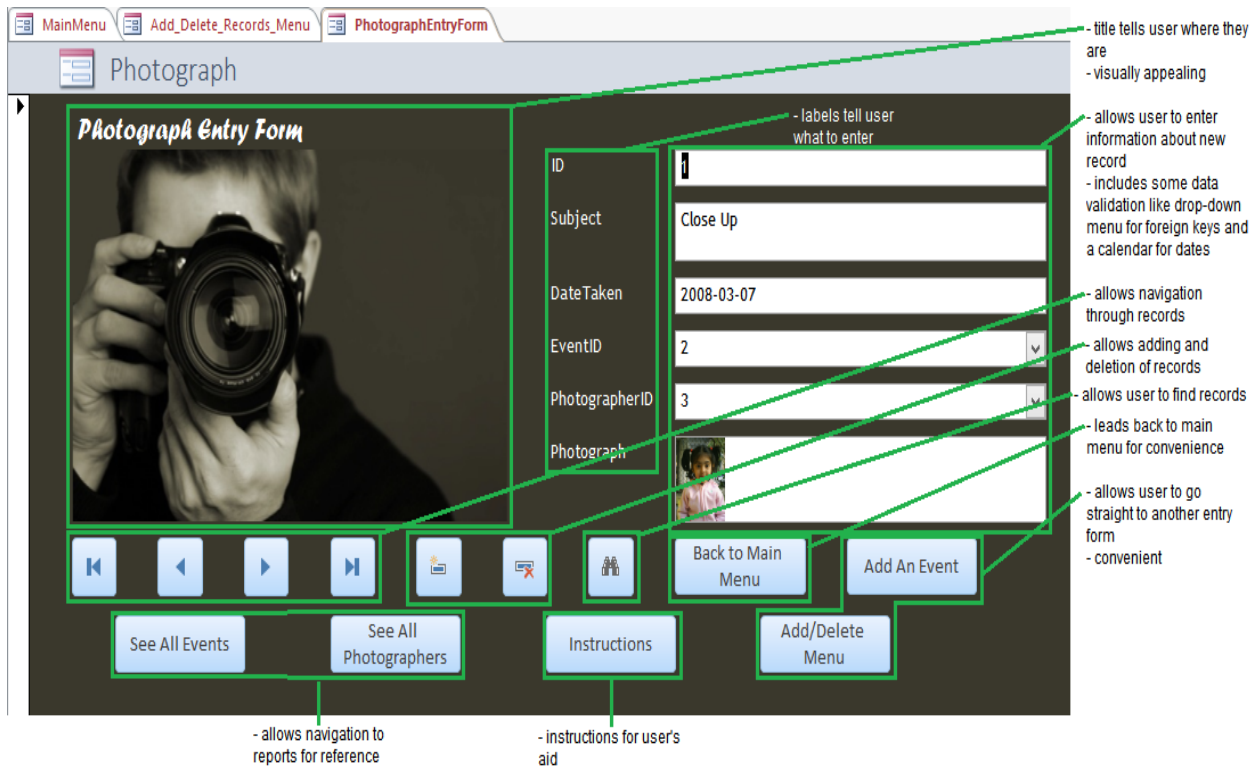 MainMenu
Add_Delete_Records_Menu
PhotographEntryForm
Photograph
Photograph Entry Form
ID
1
Subject
Close Up
DateTaken
2008-03-07
EventID
2
PhotographerID
3
Photograph
Back to Main
Menu
Add An Event
See All Events
See All
Photographers
Instructions
Add/Delete
Menu
- labels tell user
what to enter
- title tells user where they
are
- visually appealing
- allows user to enter
information about new
record
- includes some data
validation like drop-down
menu for foreign keys and
a calendar for dates
- allows navigation
through records
- allows adding and
deletion of records
- allows user to find records
- leads back to main
menu for convenience
- allows user to go
straight to another entry
form
- convenient
- allows navigation to
reports for reference
- instructions for user's
aid